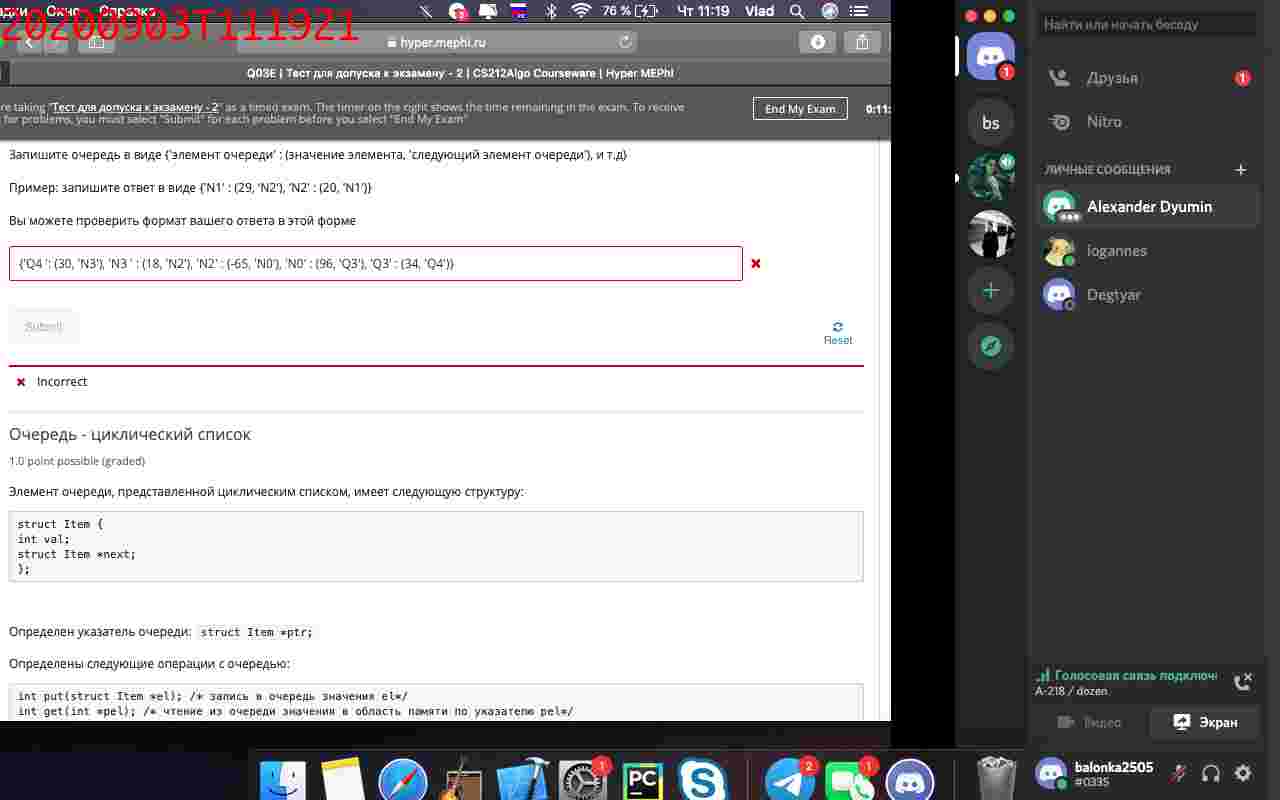 Окно Справка
20200903T111921
76 %
Чт 11:19 Vlad
hyper.mephi.ru
Q03E | Тест для допуска к экзамену - 2 | CS212Algo Courseware | Hyper MEPhI
re taking "Тест для допуска к экзамену - 2" as a timed exam. The timer on the right shows the time remaining in the exam. To receive
for problems, you must select "Submit" for each problem before you select "End My Exam"
End My Exam
0:11:
Запишите очередь в виде {'элемент очереди' : (значение элемента, 'следующий элемент очереди'), и т.д}
Пример: запишите ответ в виде {'N1' : (29, 'N2'), 'N2' : (20, 'N1')}
Вы можете проверить формат вашего ответа в этой форме
{'Q4 ': (30, 'N3'), 'N3 ' : (18, 'N2'), 'N2' : (-65, 'N0'), 'N0' : (96, 'Q3'), 'Q3' : (34, 'Q4')}
Submit
Reset
Incorrect
Очередь - циклический список
1.0 point possible (graded)
Элемент очереди, представленной циклическим списком, имеет следующую структуру:
struct Item {
int val;
struct Item *next;
};
Определен указатель очереди: struct Item *ptr;
Определены следующие операции с очередью:
int put(struct Item *el); /* запись в очередь значения el*/
int get(int *pel); /* чтение из очереди значения в область памяти по указателю pel*/
Найти или начать беседу
1
bs
Друзья
1
Nitro
ЛИЧНЫЕ СООБЩЕНИЯ
Alexander Dyumin
iogannes
Degtyar
Голосовая связь подключ
A-218 / dozen
Видео
Экран
balonka2505
#0335
1
PC
2
1